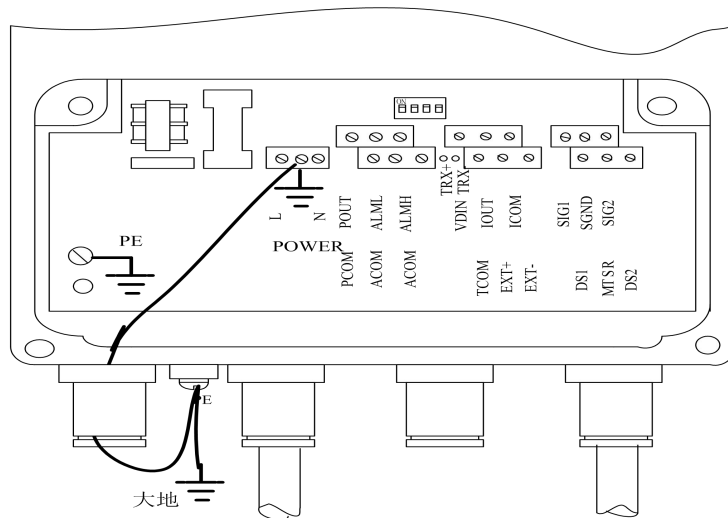 ON
TRX+
TRX-
L
N
POUT
ALML
ALMH
VDIN
IOUT
ICOM
SIG1
SGND
SIG2
PE
POWER
PCOM
ACOM
ACOM
TCOM
EXT+
EXT-
DS1
MTSR
DS2
PE
大地